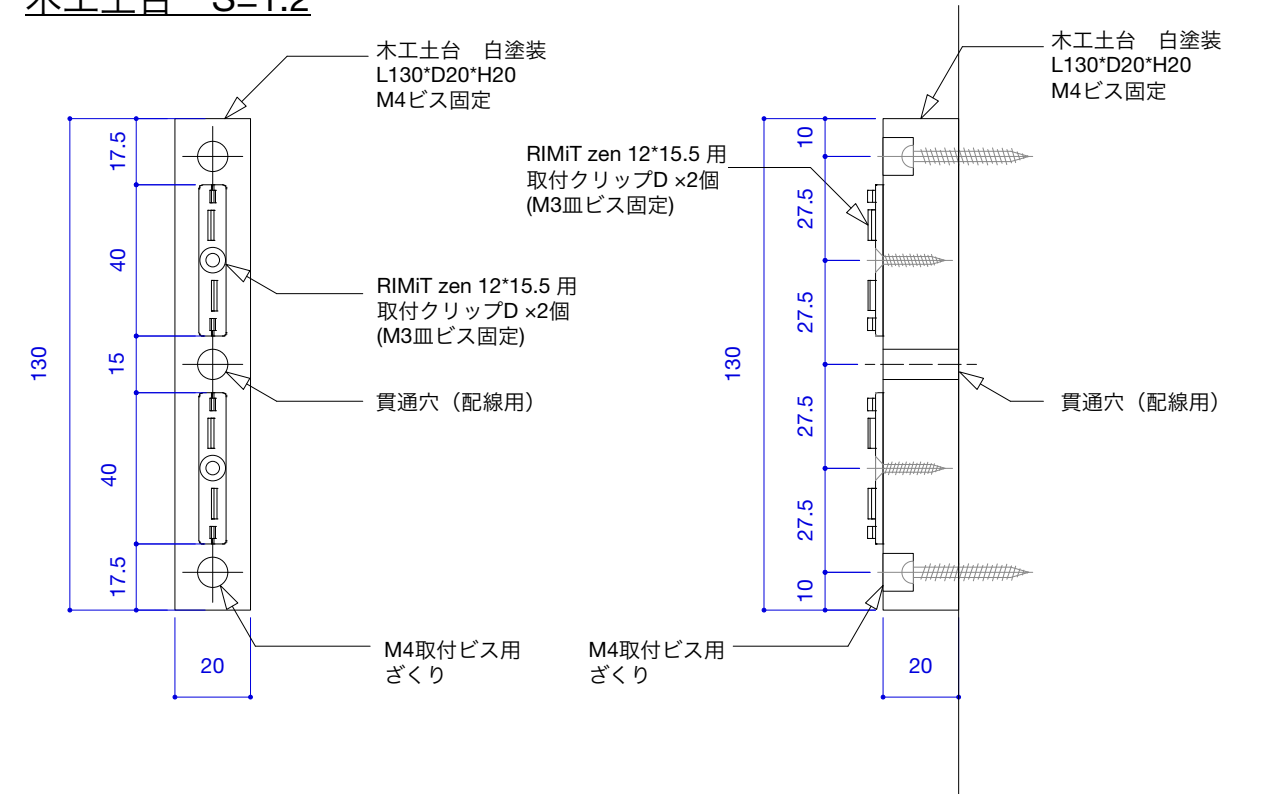 木工土台　S=1:2
木工土台　白塗装
L130*D20*H20
M4ビス固定
17.5
40
15
40
17.5
130
20
RIMiT zen 12*15.5 用
取付クリップD ×2個
(M3皿ビス固定)
貫通穴（配線用）
M4取付ビス用
ざくり
木工土台　白塗装
L130*D20*H20
M4ビス固定
RIMiT zen 12*15.5 用
取付クリップD ×2個
(M3皿ビス固定)
10
27.5
27.5
27.5
27.5
10
130
20
貫通穴（配線用）
M4取付ビス用
ざくり